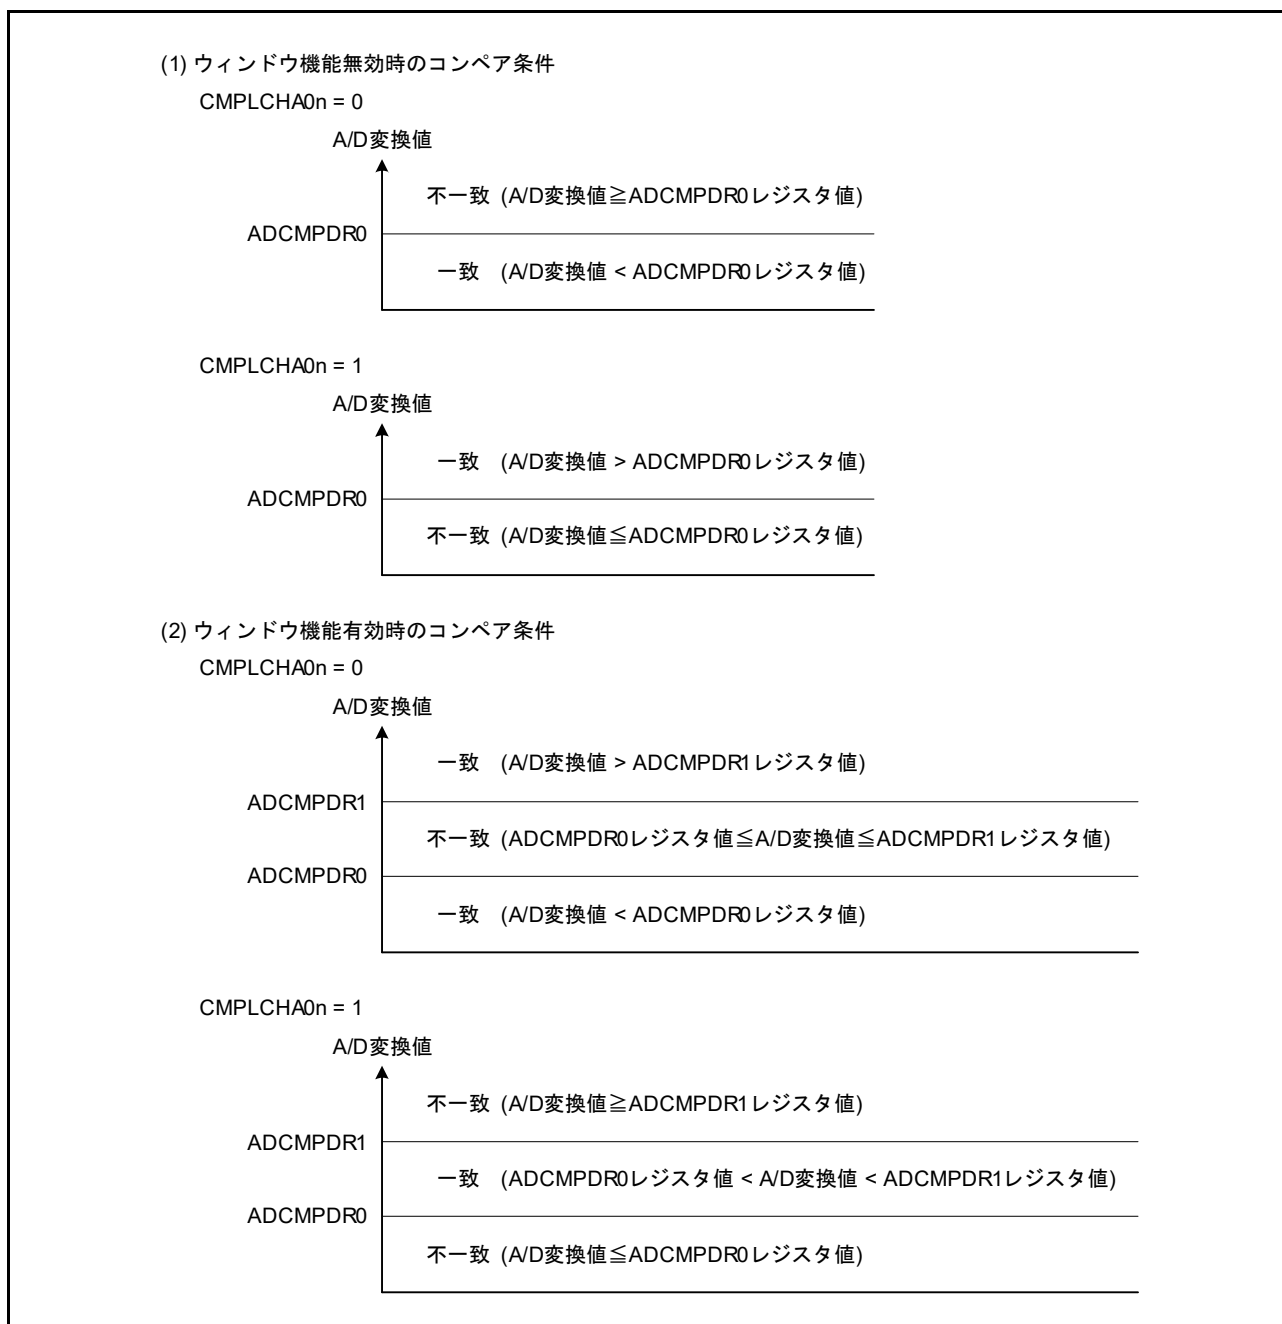 (1) ウィンドウ機能無効時のコンペア条件
CMPLCHA0n = 0
A/D変換値
不一致 (A/D変換値≧ADCMPDR0レジスタ値)
ADCMPDR0
一致 (A/D変換値 < ADCMPDR0レジスタ値)
CMPLCHA0n = 1
A/D変換値
一致 (A/D変換値 > ADCMPDR0レジスタ値)
ADCMPDR0
不一致 (A/D変換値≦ADCMPDR0レジスタ値)
(2) ウィンドウ機能有効時のコンペア条件
CMPLCHA0n = 0
A/D変換値
一致 (A/D変換値 > ADCMPDR1レジスタ値)
ADCMPDR1
不一致 (ADCMPDR0レジスタ値≦A/D変換値≦ADCMPDR1レジスタ値)
ADCMPDR0
一致 (A/D変換値 < ADCMPDR0レジスタ値)
CMPLCHA0n = 1
A/D変換値
不一致 (A/D変換値≧ADCMPDR1レジスタ値)
ADCMPDR1
一致 (ADCMPDR0レジスタ値 < A/D変換値 < ADCMPDR1レジスタ値)
ADCMPDR0
不一致 (A/D変換値≦ADCMPDR0レジスタ値)